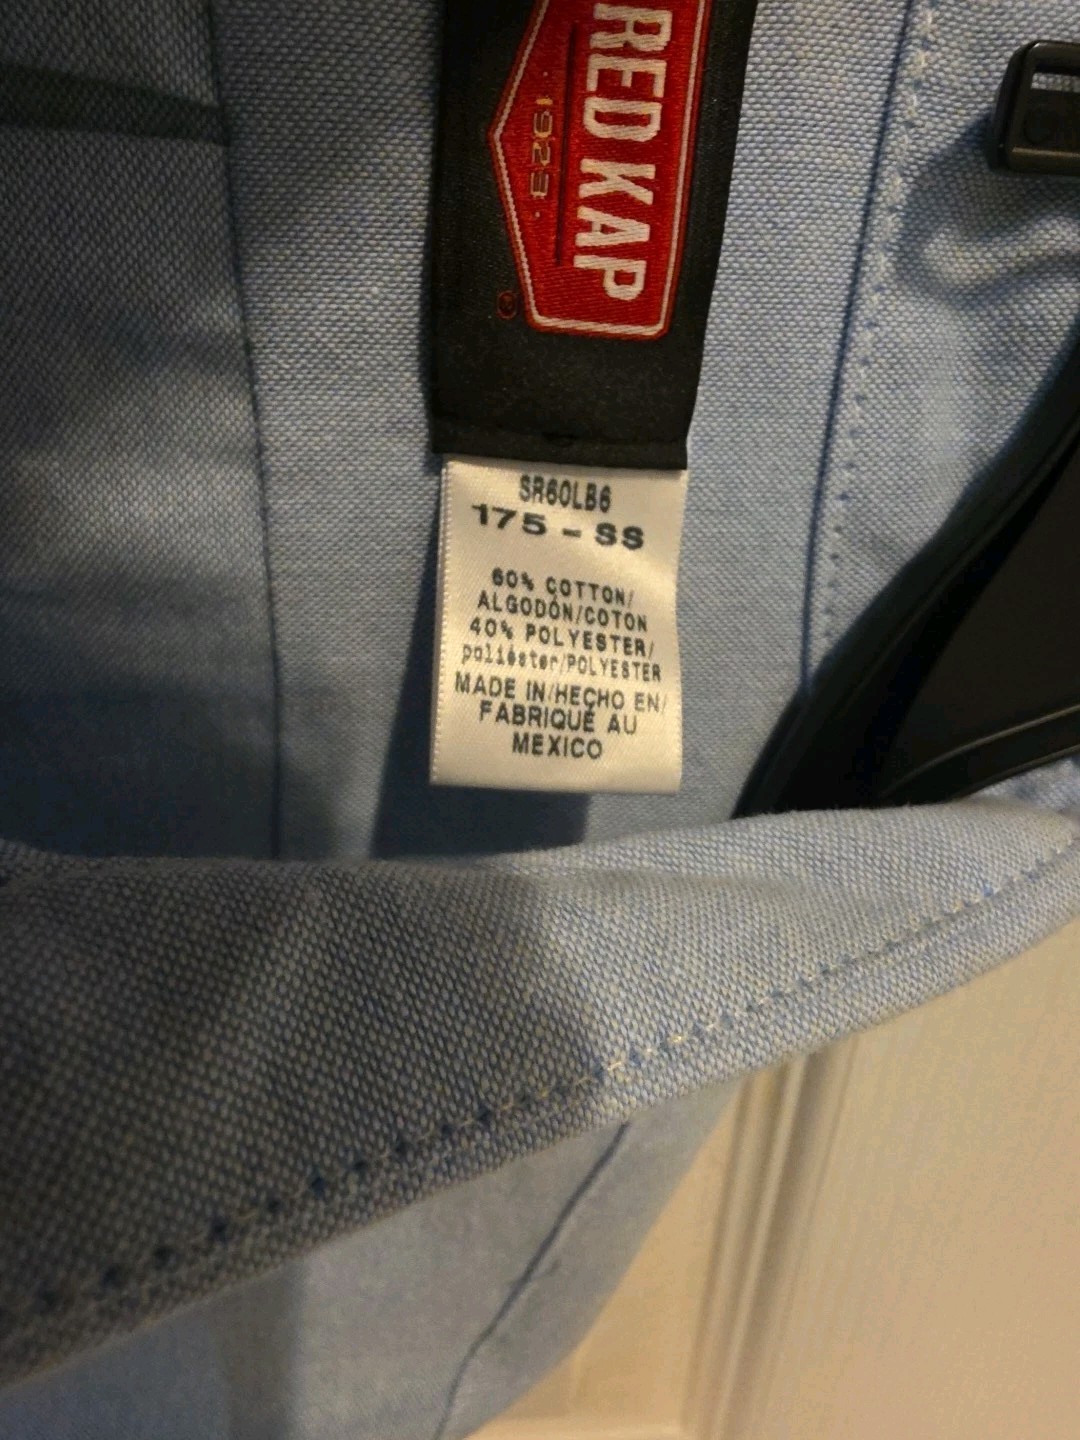 RED KAP
· 1923 ·
®
SR60LB6
175 - SS
60% COTTON/
ALGODÓN/COTON
40% POLYESTER/
poliéster/POLYESTER
MADE IN/HECHO EN/
FABRIQUÉ AU
MEXICO